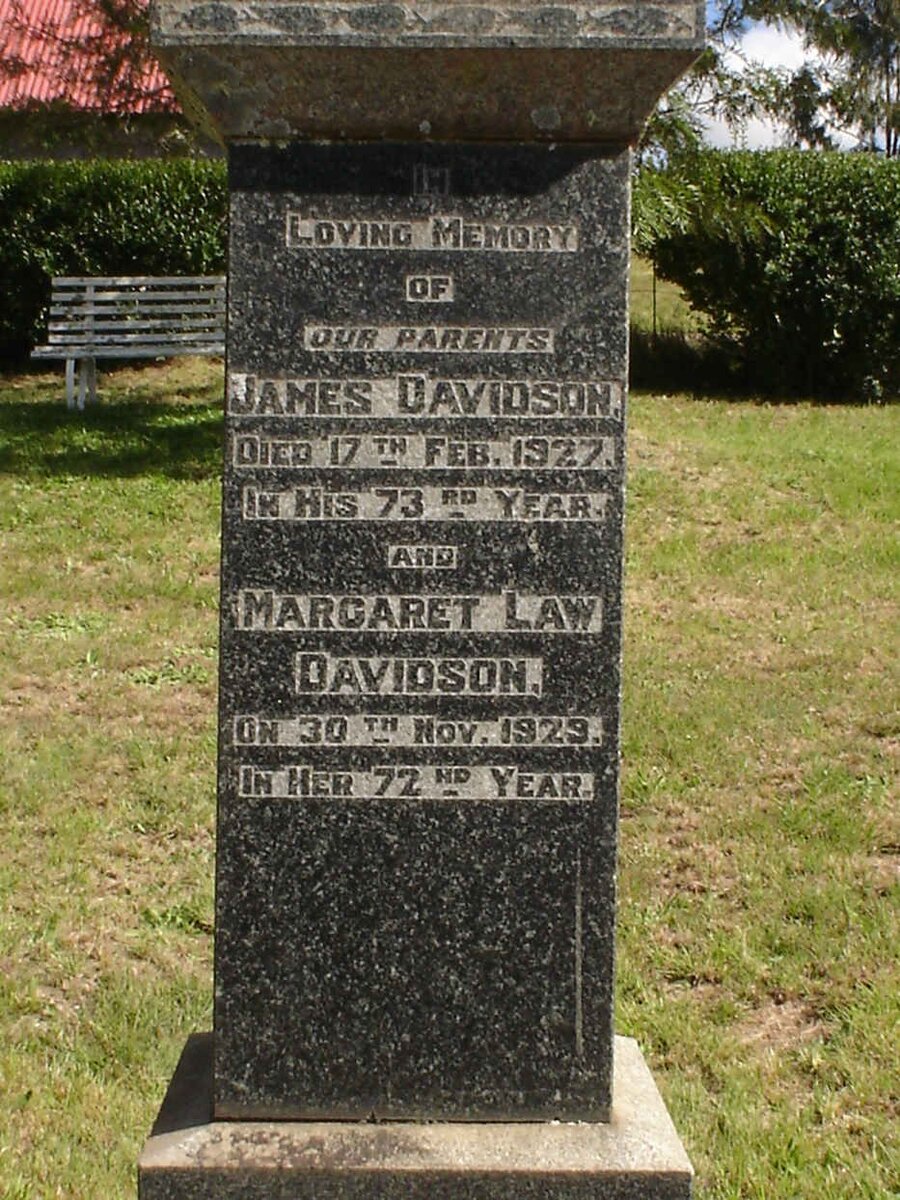 IN
LOVING MEMORY
OF
OUR PARENTS
JAMES DAVIDSON.
DIED 17TH FEB. 1927.
IN HIS 73RD YEAR.
AND
MARGARET LAW
DAVIDSON.
ON 30TH NOV. 1929.
IN HER 72ND YEAR.